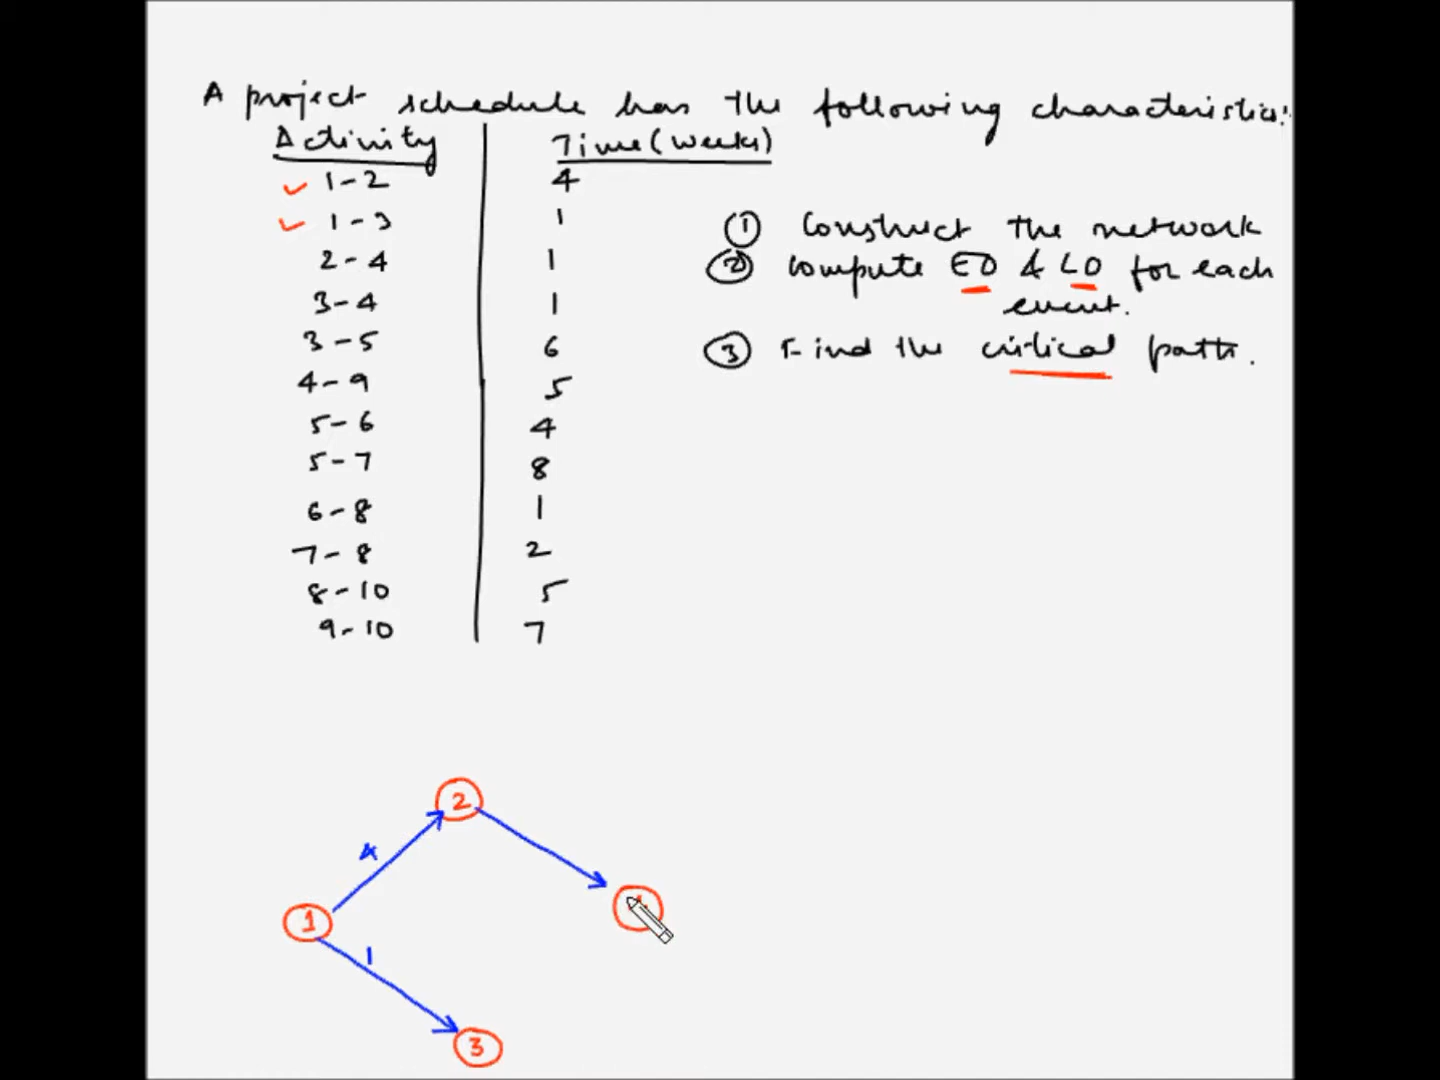 A project schedule has the following characteristics:
Activity Time (weeks)
1-2 4
1-3 1
2-4 1
3-4 1
3-5 6
4-9 5
5-6 4
5-7 8
6-8 1
7-8 2
8-10 5
9-10 7
① Construct the network
② Compute EO & LO for each
event.
③ Find the critical path.
2
4
1
1
3